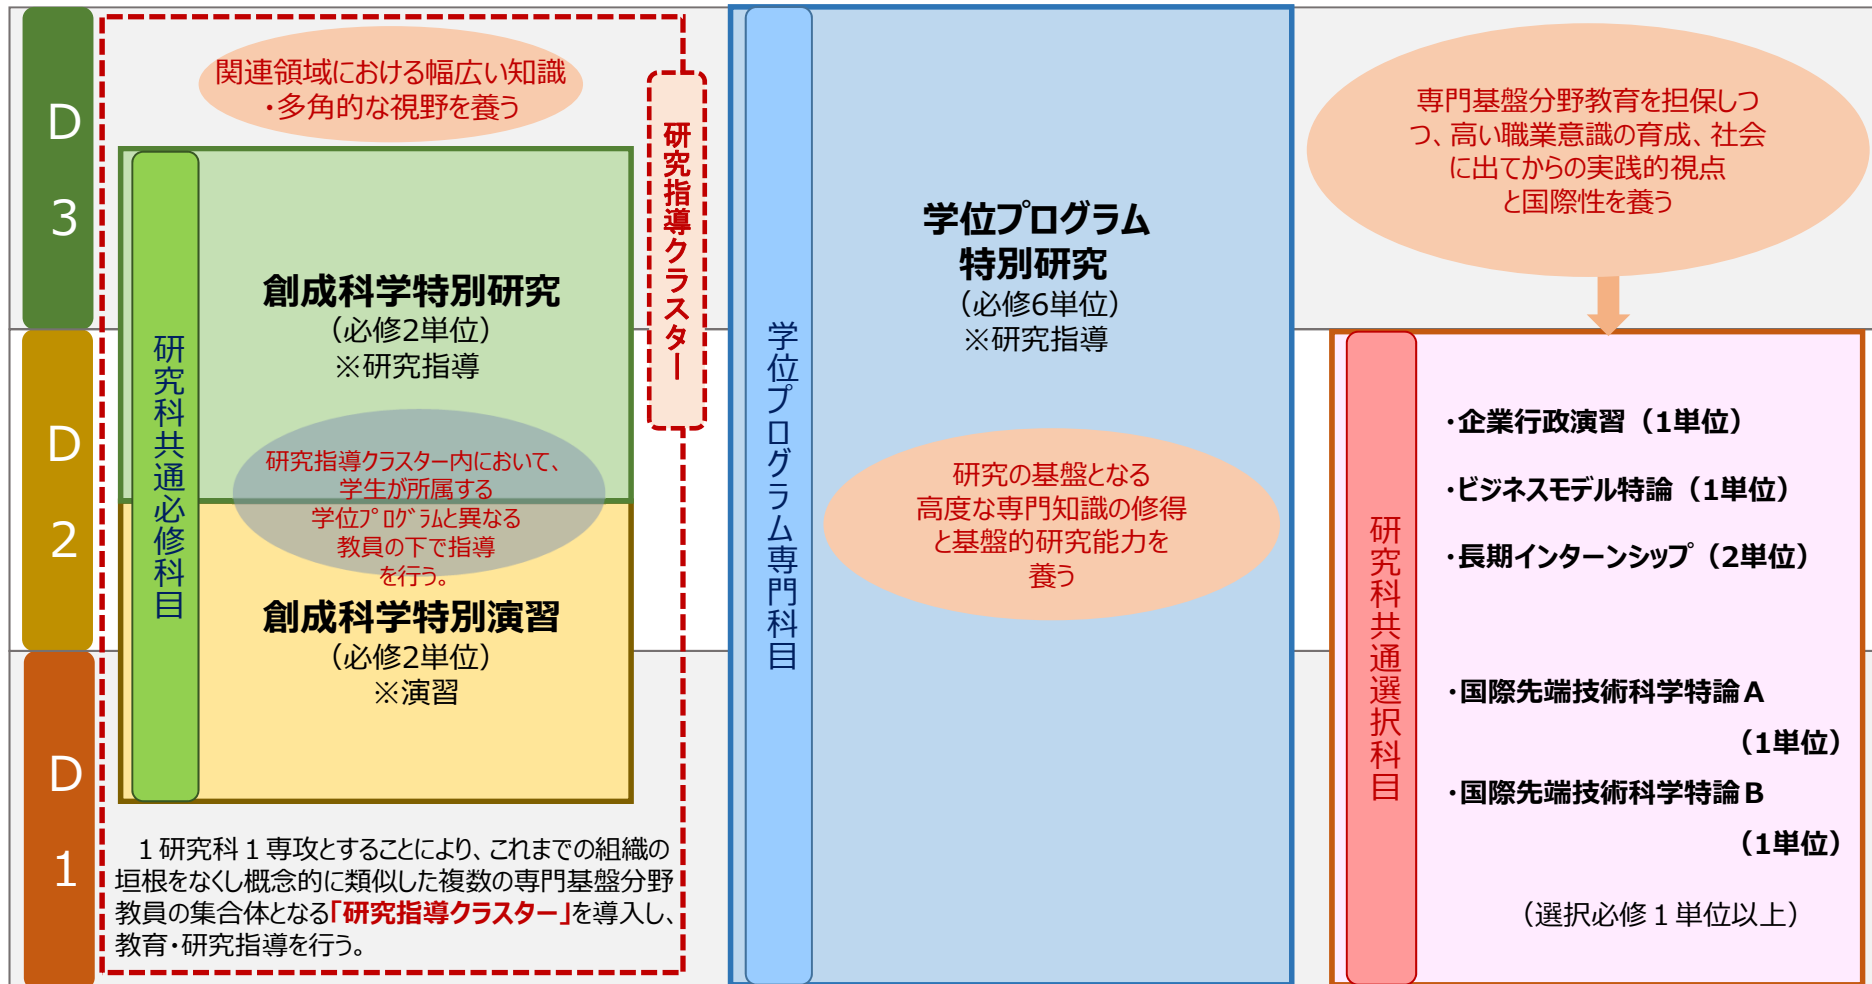 D
3
D
2
D
1
関連領域における幅広い知識
・多角的な視野を養う
研究指導クラスター
研究科共通必修科目
創成科学特別研究
（必修2単位）
※研究指導
研究指導クラスター内において、
学生が所属する
学位プログラムと異なる
教員の下で指導
を行う。
創成科学特別演習
（必修2単位）
※演習
１研究科１専攻とすることにより、これまでの組織の
垣根をなくし概念的に類似した複数の専門基盤分野
教員の集合体となる「研究指導クラスター」を導入し、
教育・研究指導を行う。
学位プログラム専門科目
学位プログラム
特別研究
（必修6単位）
※研究指導
研究の基盤となる
高度な専門知識の修得
と基盤的研究能力を
養う
専門基盤分野教育を担保しつ
つ、高い職業意識の育成、社会
に出てからの実践的視点
と国際性を養う
研究科共通選択科目
・企業行政演習（1単位）
・ビジネスモデル特論（1単位）
・長期インターンシップ（2単位）
・国際先端技術科学特論Ａ
（1単位）
・国際先端技術科学特論Ｂ
（1単位）
（選択必修１単位以上）